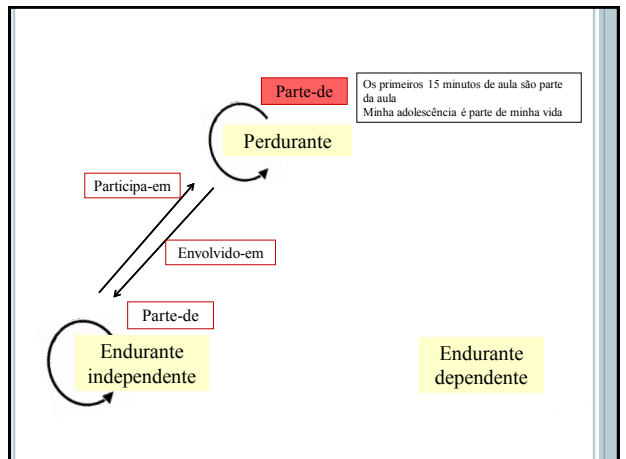 Parte-de
Os primeiros 15 minutos de aula são parte
da aula
Minha adolescência é parte de minha vida
Perdurante
Participa-em
Envolvido-em
Parte-de
Endurante
independente
Endurante
dependente